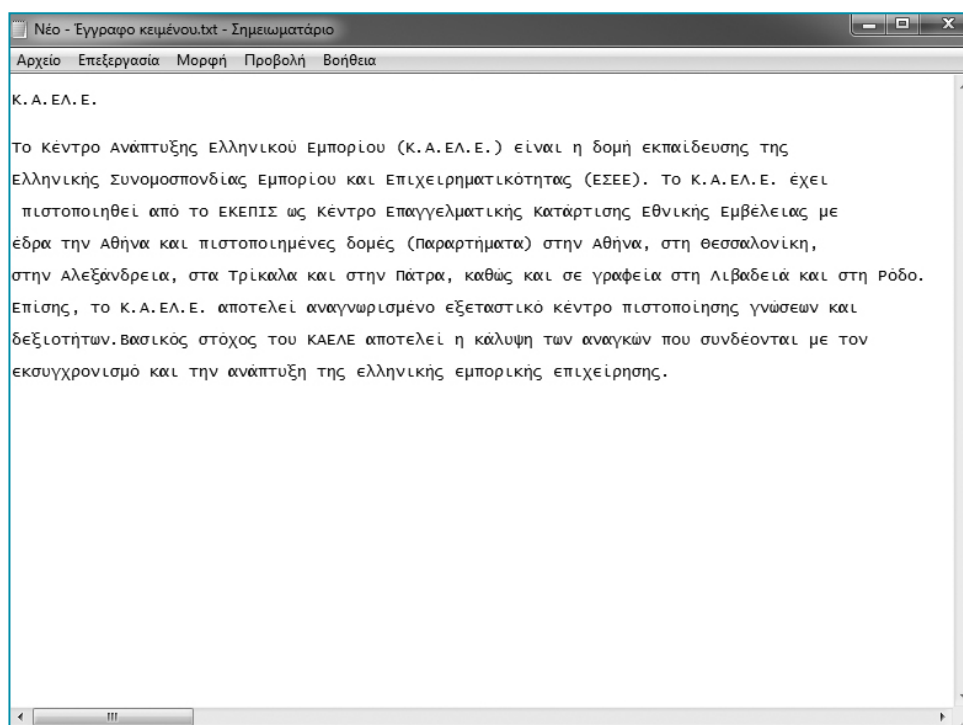 Νέο - Έγγραφο κειμένου.txt - Σημειωματάριο
Αρχείο Επεξεργασία Μορφή Προβολή Βοήθεια
Κ.Α.ΕΛ.Ε.
Το Κέντρο Ανάπτυξης Ελληνικού Εμπορίου (Κ.Α.ΕΛ.Ε.) είναι η δομή εκπαίδευσης της
Ελληνικής Συνομοσπονδίας Εμπορίου και Επιχειρηματικότητας (ΕΣΕΕ). Το Κ.Α.ΕΛ.Ε. έχει
πιστοποιηθεί από το ΕΚΕΠΙΣ ως Κέντρο Επαγγελματικής Κατάρτισης Εθνικής Εμβέλειας με
έδρα την Αθήνα και πιστοποιημένες δομές (Παραρτήματα) στην Αθήνα, στη Θεσσαλονίκη,
στην Αλεξάνδρεια, στα Τρίκαλα και στην Πάτρα, καθώς και σε γραφεία στη Λιβαδειά και στη Ρόδο.
Επίσης, το Κ.Α.ΕΛ.Ε. αποτελεί αναγνωρισμένο εξεταστικό κέντρο πιστοποίησης γνώσεων και
δεξιοτήτων.Βασικός στόχος του ΚΑΕΛΕ αποτελεί η κάλυψη των αναγκών που συνδέονται με τον
εκσυγχρονισμό και την ανάπτυξη της ελληνικής εμπορικής επιχείρησης.